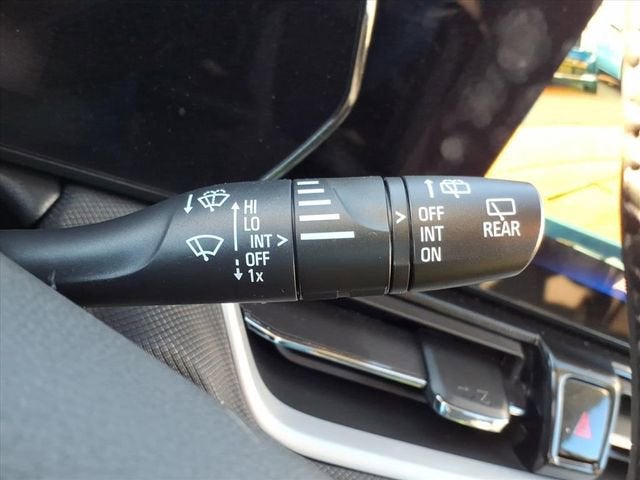 HI
LO
INT >
OFF
1x
>
OFF
INT
ON
REAR